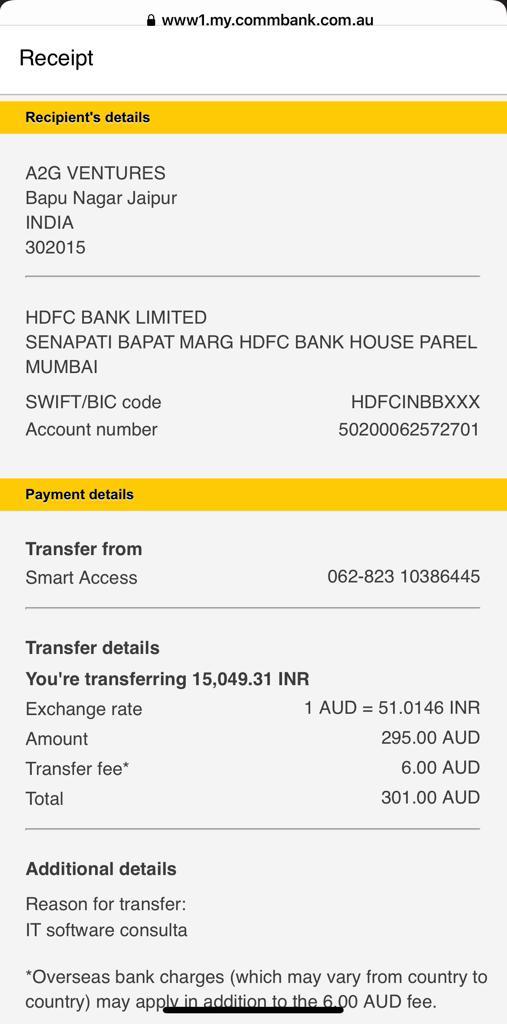 www1.my.commbank.com.au
Receipt
Recipient's details
A2G VENTURES
Bapu Nagar Jaipur
INDIA
302015
HDFC BANK LIMITED
SENAPATI BAPAT MARG HDFC BANK HOUSE PAREL
MUMBAI
SWIFT/BIC code HDFCINBBXXX
Account number 50200062572701
Payment details
Transfer from
Smart Access 062-823 10386445
Transfer details
You're transferring 15,049.31 INR
Exchange rate 1 AUD = 51.0146 INR
Amount 295.00 AUD
Transfer fee* 6.00 AUD
Total 301.00 AUD
Additional details
Reason for transfer:
IT software consulta
*Overseas bank charges (which may vary from country to
country) may apply in addition to the 6.00 AUD fee.